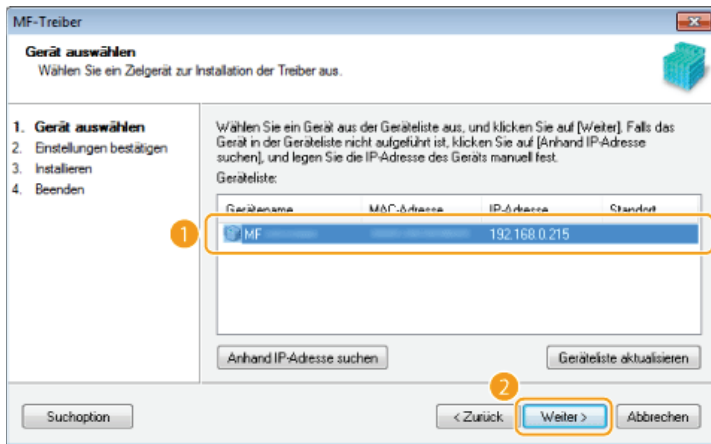 MF-Treiber
Gerät auswählen
Wählen Sie ein Zielgerät zur Installation der Treiber aus.
1. Gerät auswählen
2. Einstellungen bestätigen
3. Installieren
4. Beenden
Wählen Sie ein Gerät aus der Geräteliste aus, und klicken Sie auf [Weiter]. Falls das
Gerät in der Geräteliste nicht aufgeführt ist, klicken Sie auf [Anhand IP-Adresse
suchen], und legen Sie die IP-Adresse des Geräts manuell fest.
Geräteliste:
Gerätename MAC-Adresse IP-Adresse Standort
1 MF 192.168.0.215
Anhand IP-Adresse suchen Geräteliste aktualisieren
2
Suchoption < Zurück Weiter > Abbrechen